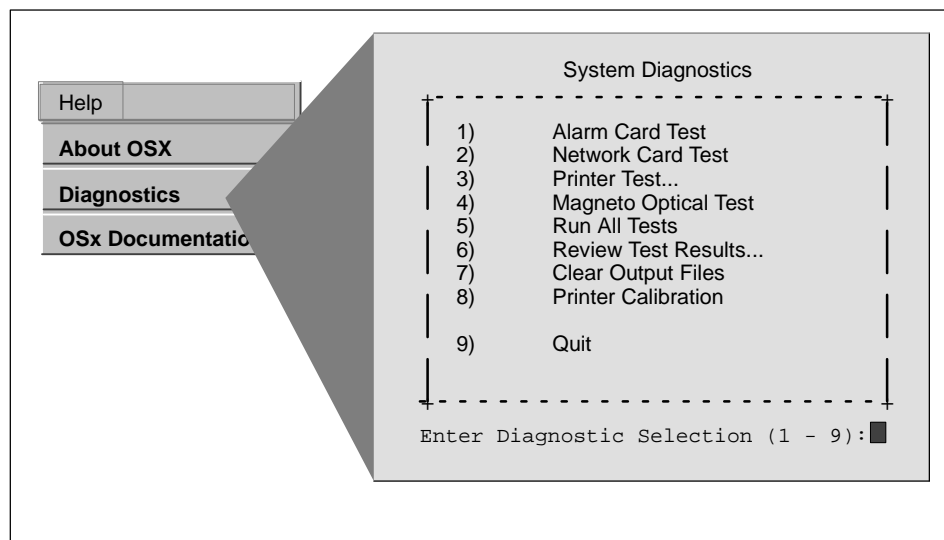 Help
About OSX
Diagnostics
OSx Documentatio
System Diagnostics
1) Alarm Card Test
2) Network Card Test
3) Printer Test...
4) Magneto Optical Test
5) Run All Tests
6) Review Test Results...
7) Clear Output Files
8) Printer Calibration
9) Quit
Enter Diagnostic Selection (1 - 9):